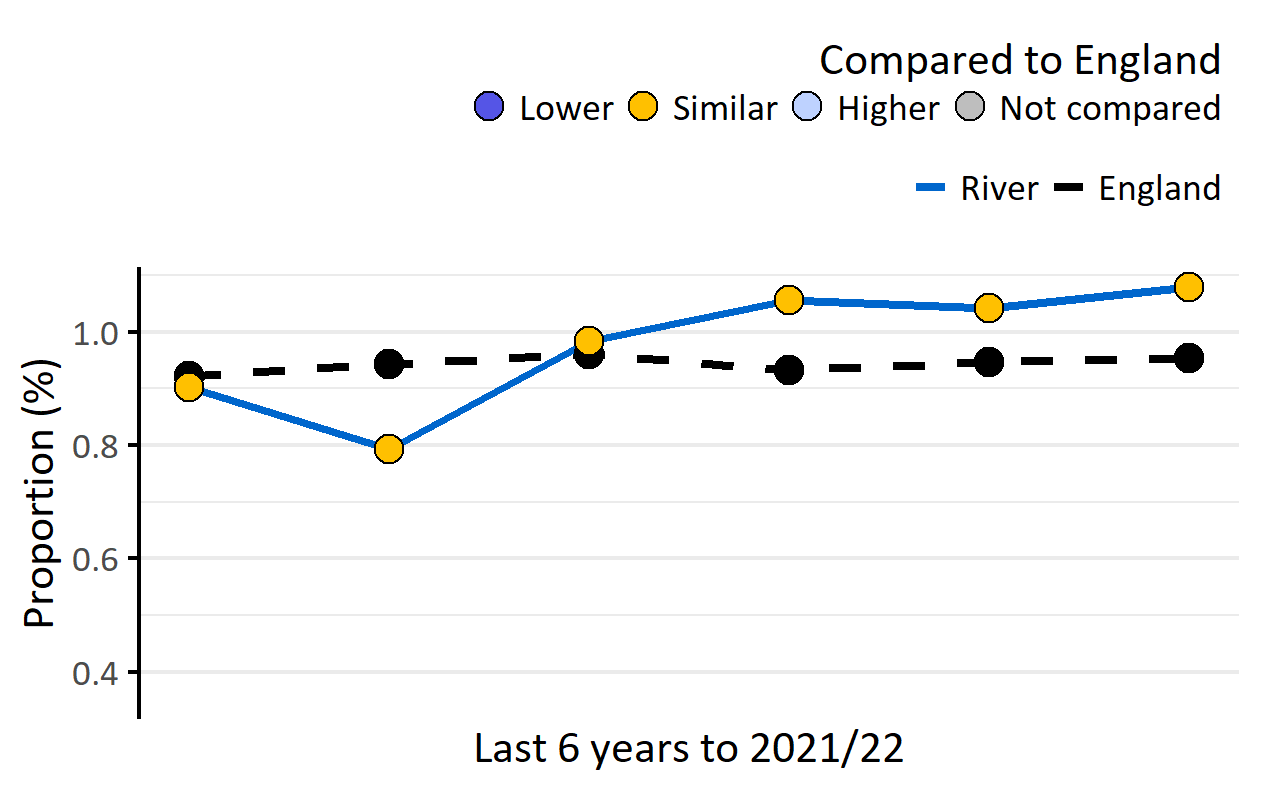 Compared to England
Lower Similar Higher Not compared
River England
Proportion (%)
1.0
0.8
0.6
0.4
Last 6 years to 2021/22